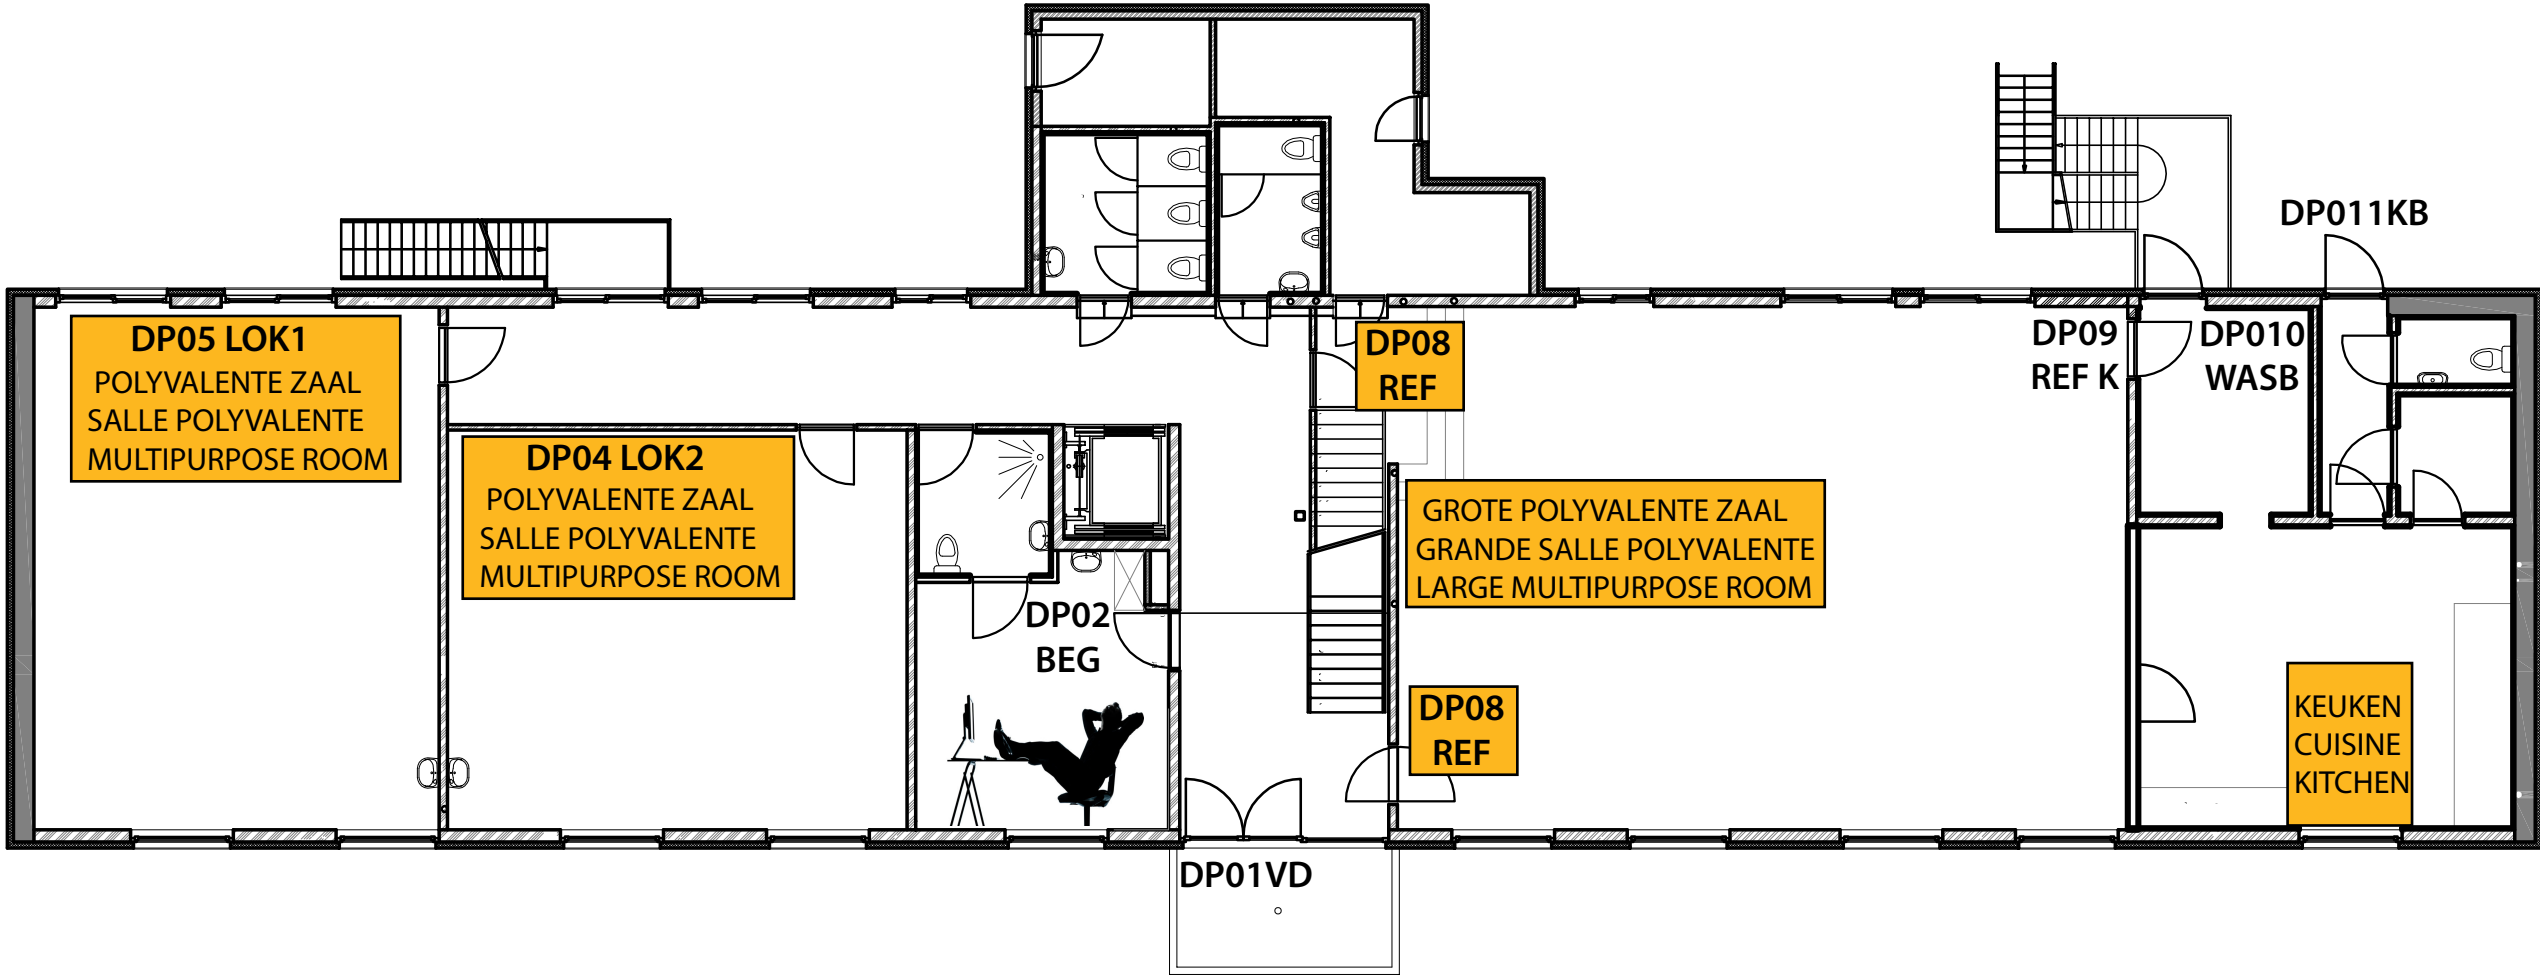 DP011KB
DP05 LOK1
POLYVALENTE ZAAL
SALLE POLYVALENTE
MULTIPURPOSE ROOM
DP08
REF
DP09
REF K
DP010
WASB
DP04 LOK2
POLYVALENTE ZAAL
SALLE POLYVALENTE
MULTIPURPOSE ROOM
GROTE POLYVALENTE ZAAL
GRANDE SALLE POLYVALENTE
LARGE MULTIPURPOSE ROOM
DP02
BEG
DP08
REF
KEUKEN
CUISINE
KITCHEN
DP01VD